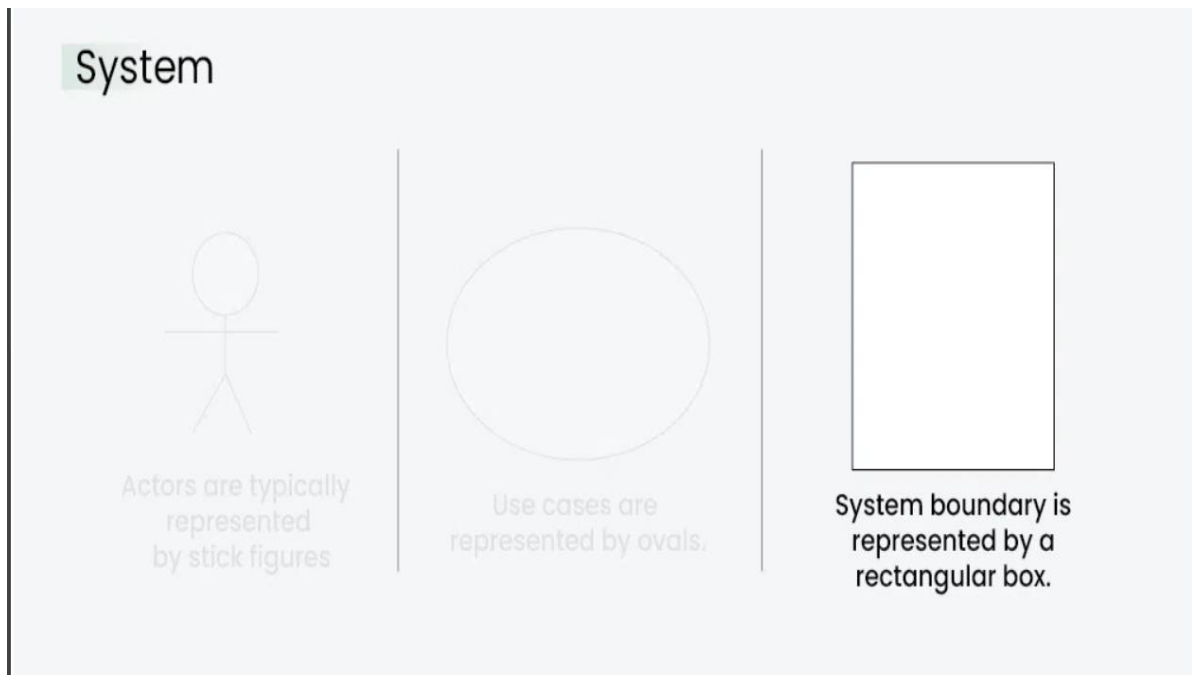 System
Actors are typically
represented
by stick figures
Use cases are
represented by ovals.
System boundary is
represented by a
rectangular box.